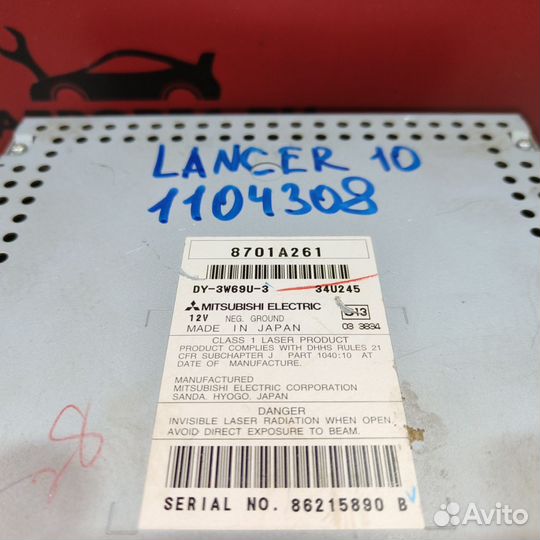 LANCER 10
1104308
8701A261
DY-3W69U-3 34U245
MITSUBISHI ELECTRIC
12V NEG. GROUND
MADE IN JAPAN
03 3834
CLASS 1 LASER PRODUCT
PRODUCT COMPLIES WITH DHHS RULES 21
CFR SUBCHAPTER J PART 1040:10 AT
DATE OF MANUFACTURE.
MANUFACTURED
MITSUBISHI ELECTRIC CORPORATION
SANDA. HYOGO, JAPAN
DANGER
INVISIBLE LASER RADIATION WHEN OPEN.
AVOID DIRECT EXPOSURE TO BEAM.
SERIAL NO. 86215890 B
Avito